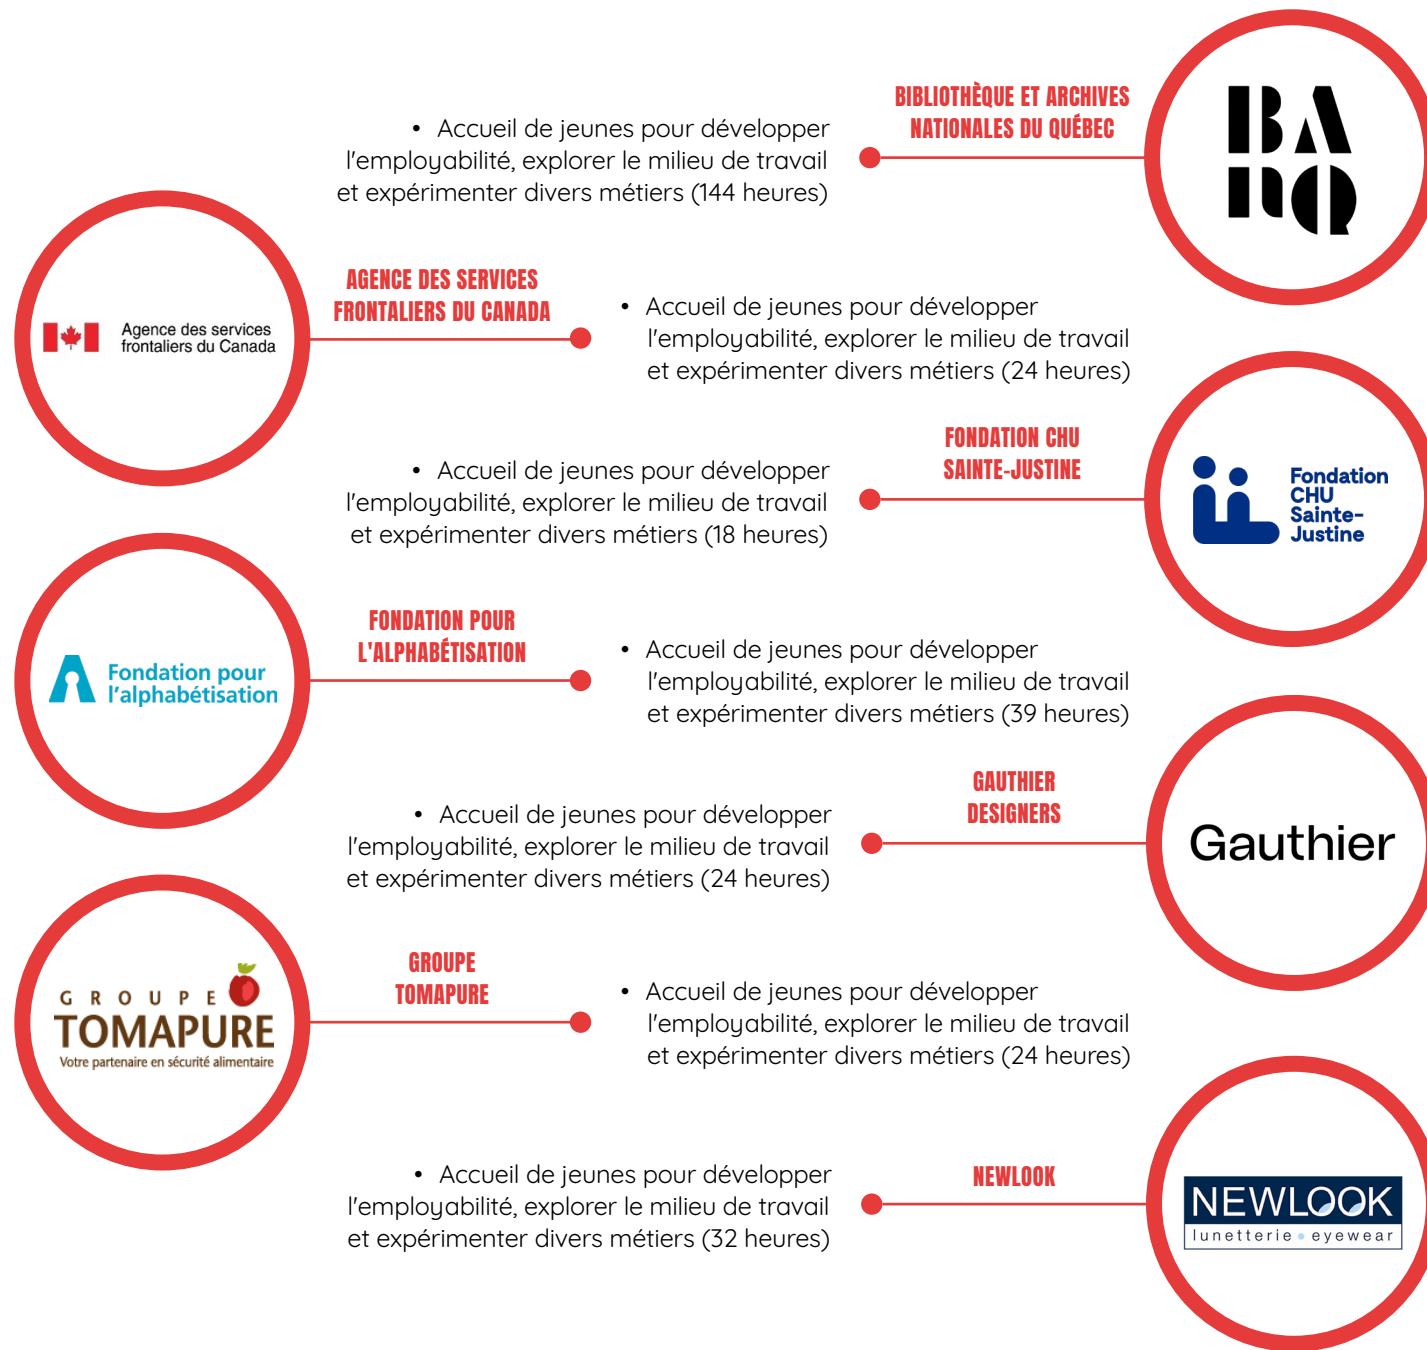 BIBLIOTHÈQUE ET ARCHIVES
NATIONALES DU QUÉBEC
• Accueil de jeunes pour développer
l'employabilité, explorer le milieu de travail
et expérimenter divers métiers (144 heures)
BA
NQ
AGENCE DES SERVICES
FRONTALIERS DU CANADA
Agence des services
frontaliers du Canada
• Accueil de jeunes pour développer
l'employabilité, explorer le milieu de travail
et expérimenter divers métiers (24 heures)
FONDATION CHU
SAINTE-JUSTINE
• Accueil de jeunes pour développer
l'employabilité, explorer le milieu de travail
et expérimenter divers métiers (18 heures)
Fondation
CHU
Sainte-
Justine
FONDATION POUR
L'ALPHABÉTISATION
Fondation pour
l'alphabétisation
• Accueil de jeunes pour développer
l'employabilité, explorer le milieu de travail
et expérimenter divers métiers (39 heures)
GAUTHIER
DESIGNERS
• Accueil de jeunes pour développer
l'employabilité, explorer le milieu de travail
et expérimenter divers métiers (24 heures)
Gauthier
GROUPE
TOMAPURE
GROUPE
TOMAPURE
Votre partenaire en sécurité alimentaire
• Accueil de jeunes pour développer
l'employabilité, explorer le milieu de travail
et expérimenter divers métiers (24 heures)
NEWLOOK
• Accueil de jeunes pour développer
l'employabilité, explorer le milieu de travail
et expérimenter divers métiers (32 heures)
NEWLOOK
lunetterie • eyewear